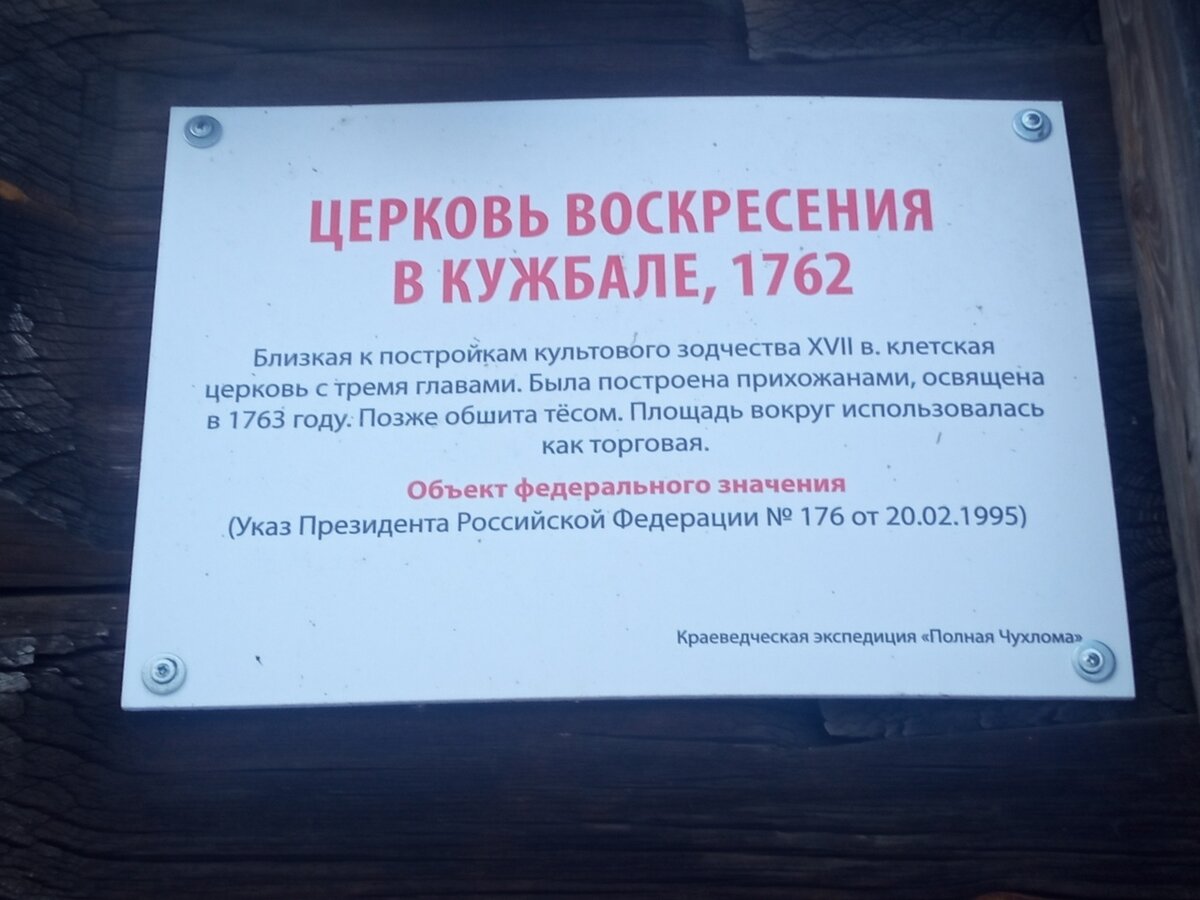 ЦЕРКОВЬ ВОСКРЕСЕНИЯ
В КУЖБАЛЕ, 1762
Близкая к постройкам культового зодчества XVII в. клетская
церковь с тремя главами. Была построена прихожанами, освящена
в 1763 году. Позже обшита тёсом. Площадь вокруг использовалась
как торговая.
Объект федерального значения
(Указ Президента Российской Федерации № 176 от 20.02.1995)
Краеведческая экспедиция «Полная Чухлома»